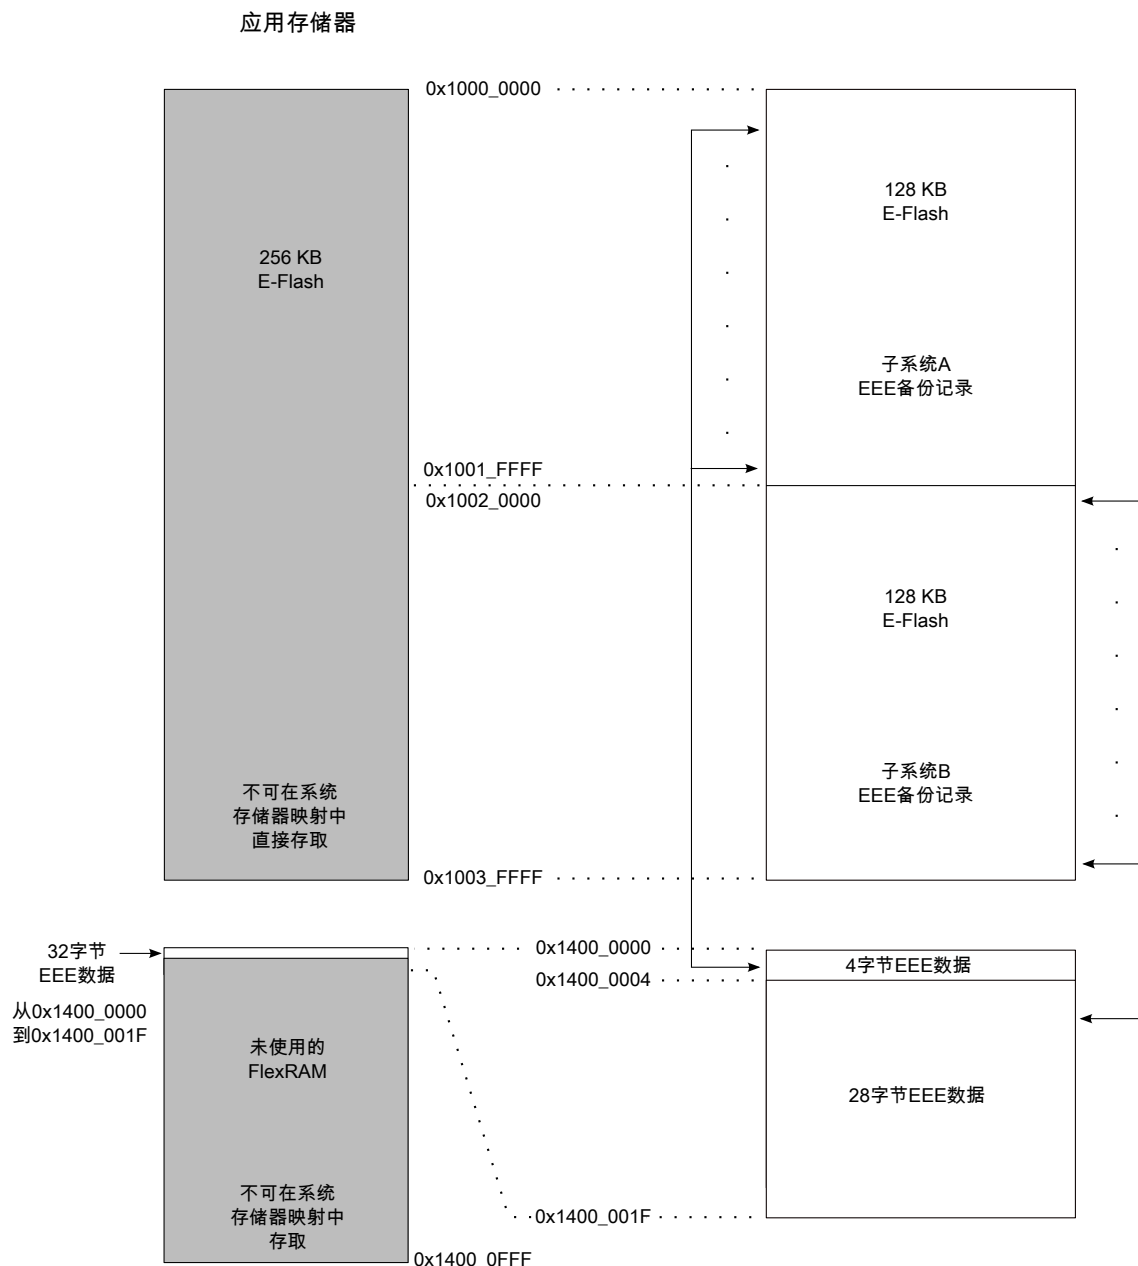 应用存储器
0x1000_0000
256 KB
E-Flash
128 KB
E-Flash
子系统A
EEE备份记录
0x1001_FFFF
0x1002_0000
128 KB
E-Flash
子系统B
EEE备份记录
不可在系统
存储器映射中
直接存取
0x1003_FFFF
32字节
EEE数据
从0x1400_0000
到0x1400_001F
0x1400_0000
0x1400_0004
4字节EEE数据
未使用的
FlexRAM
28字节EEE数据
不可在系统
存储器映射中
存取
0x1400_001F
0x1400_0FFF